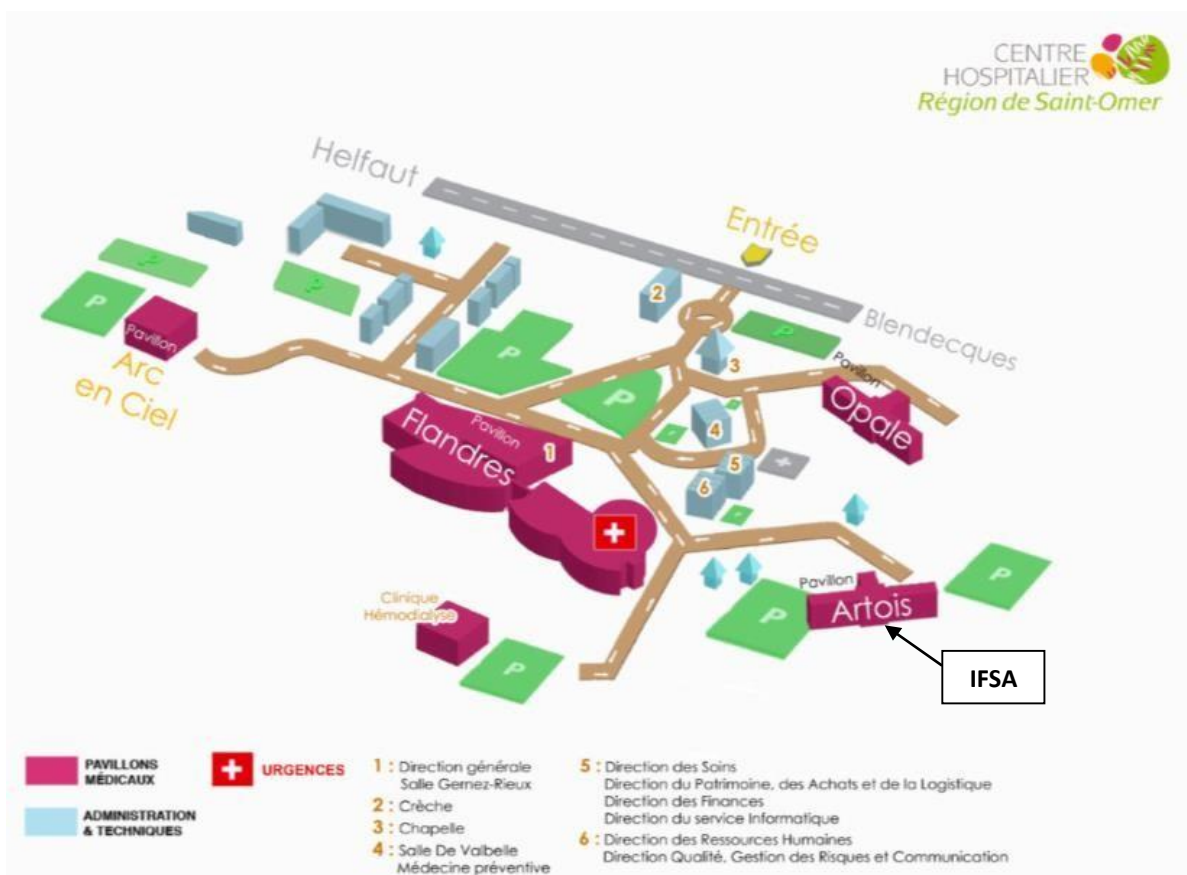 CENTRE
HOSPITALIER
Région de Saint-Omer
Helfaut
Entrée
Blendecques
P
P
P
2
P
3
Pavillon
Arc
en Ciel
P
P
Pavillon
Opale
Pavillon
Flandres
1
4
5
6
P
Pavillon
Artois
P
IFSA
Clinique
Hémodialyse
P
PAVILLONS
MÉDICAUX
URGENCES
ADMINISTRATION
& TECHNIQUES
1 : Direction générale
Salle Gernez-Rieux
2 : Crèche
3 : Chapelle
4 : Salle De Valbelle
Médecine préventive
5 : Direction des Soins
Direction du Patrimoine, des Achats et de la Logistique
Direction des Finances
Direction du service Informatique
6 : Direction des Ressources Humaines
Direction Qualité, Gestion des Risques et Communication